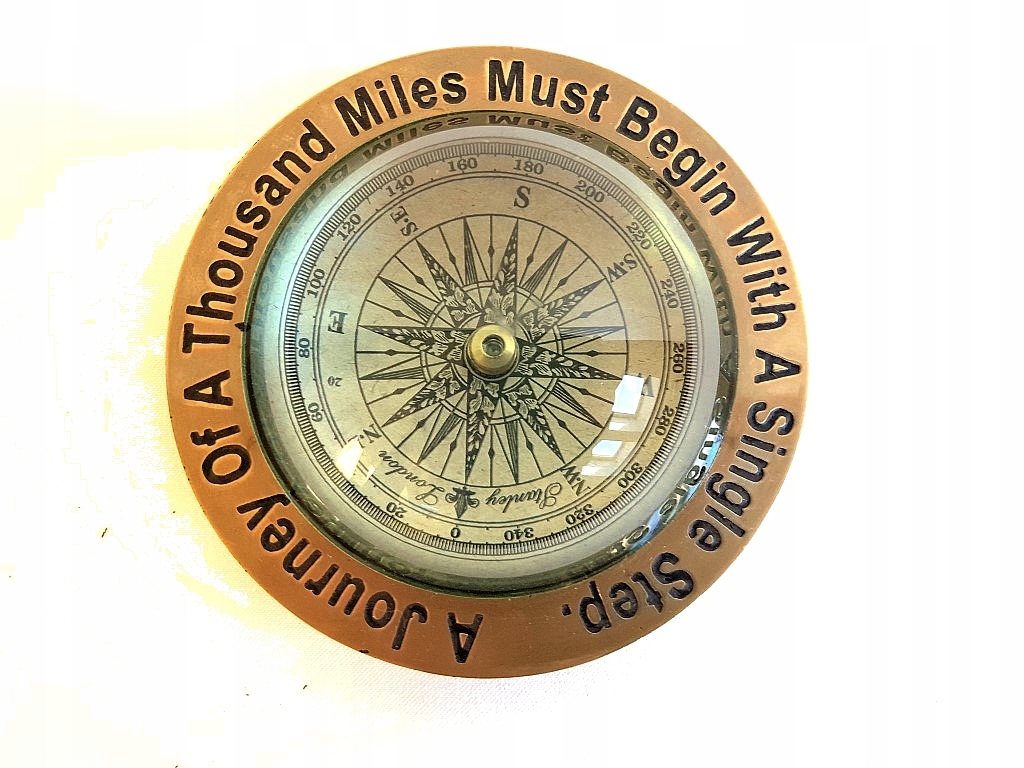 A Journey Of A Thousand Miles Must Begin With A Single Step.
0
20
60
80
100
120
140
160
180
200
220
240
260
280
300
320
340
S
S.W
N.W
N.
E
S.E
20
Stanley London